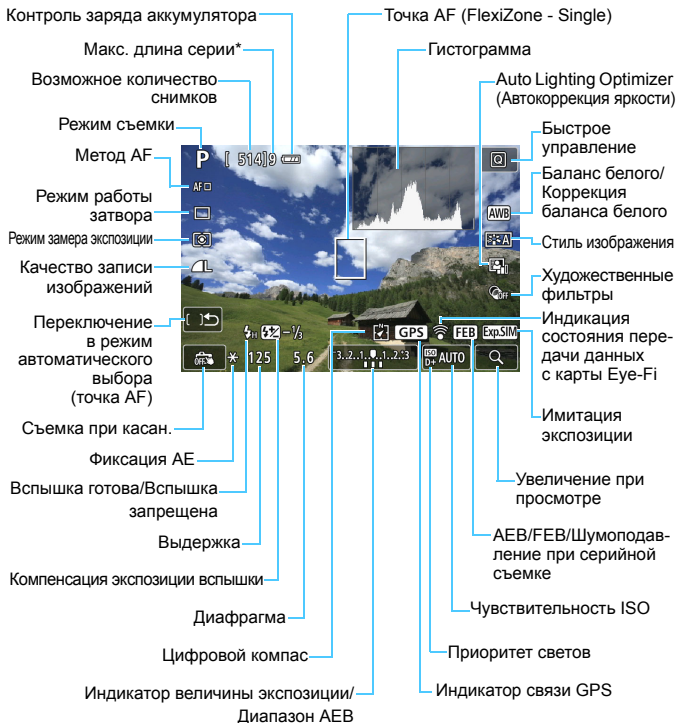 Контроль заряда аккумулятора
Макс. длина серии*
Возможное количество
снимков
Режим съемки
Метод AF
Режим работы
затвора
Режим замера экспозиции
Качество записи
изображений
Переключение
в режим
автоматического
выбора
(точка AF)
Съемка при касан.
Фиксация AE
Вспышка готова/Вспышка
запрещена
Выдержка
Компенсация экспозиции вспышки
Диафрагма
Цифровой компас
Индикатор величины экспозиции/
Диапазон AEB
Точка AF (FlexiZone - Single)
Гистограмма
Auto Lighting Optimizer
(Автокоррекция яркости)
Быстрое
управление
Баланс белого/
Коррекция
баланса белого
Стиль изображения
Художественные
фильтры
Индикация
состояния пере-
дачи данных
с карты Eye-Fi
Имитация
экспозиции
Увеличение при
просмотре
AEB/FEB/Шумоподав-
ление при серийной
съемке
Чувствительность ISO
Приоритет светов
Индикатор связи GPS
P [ 514]9
AF
L
Q
AWB
A
OFF
H -1/3
N GPS FEB Exp.SIM
OFF 125 5.6 3..2..1..0..1..2.:3 ISO D+ AUTO